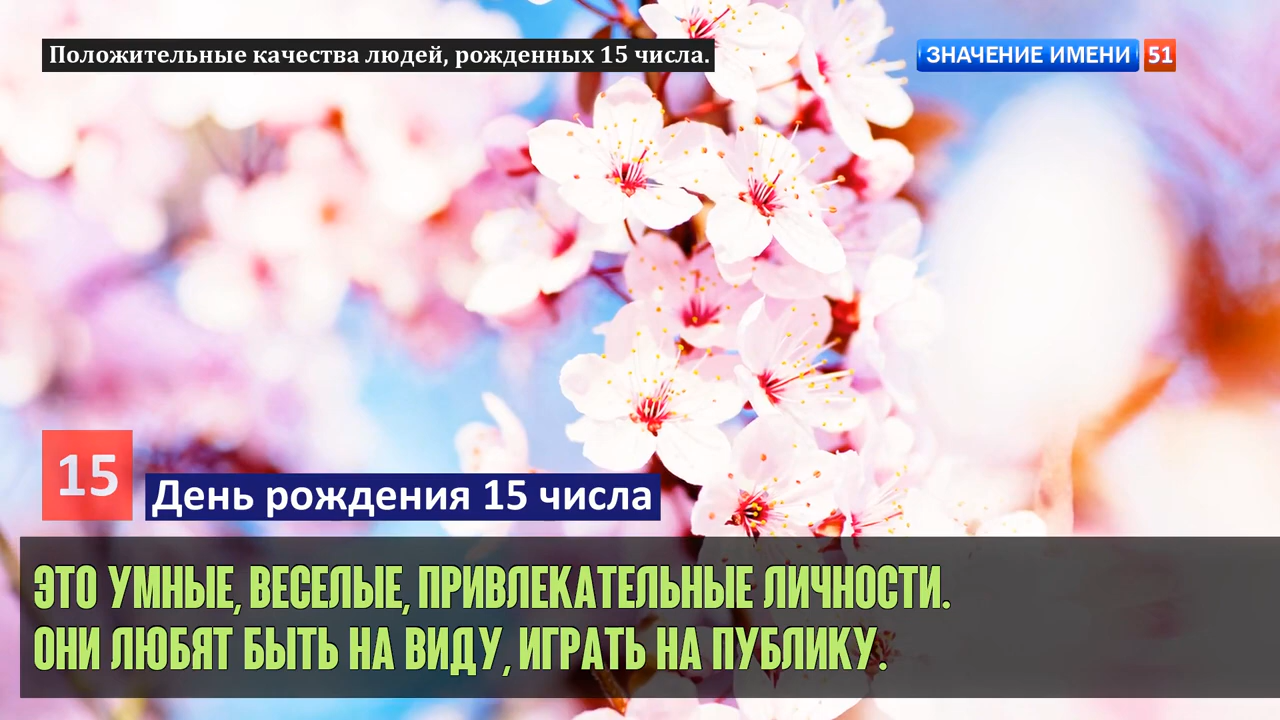 Положительные качества людей, рожденных 15 числа.
ЗНАЧЕНИЕ ИМЕНИ 51
15
День рождения 15 числа
ЭТО УМНЫЕ, ВЕСЕЛЫЕ, ПРИВЛЕКАТЕЛЬНЫЕ ЛИЧНОСТИ.
ОНИ ЛЮБЯТ БЫТЬ НА ВИДУ, ИГРАТЬ НА ПУБЛИКУ.